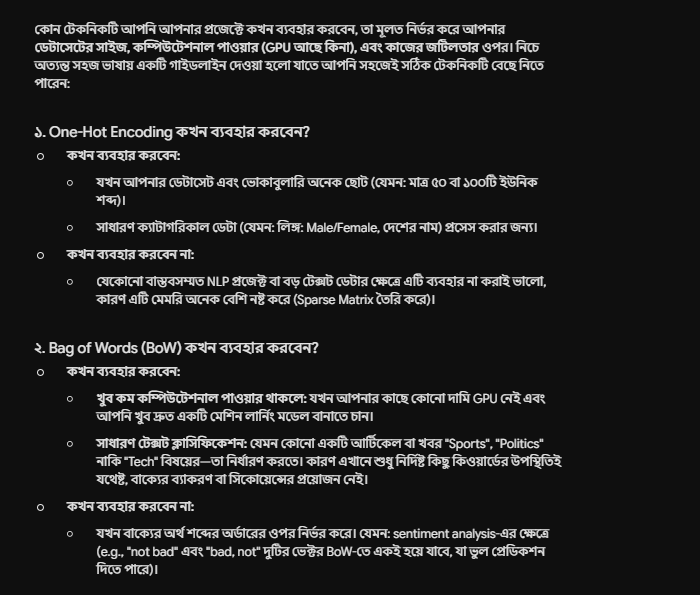 কোন টেকনিকটি আপনি আপনার প্রজেক্টে কখন ব্যবহার করবেন, তা মূলত নির্ভর করে আপনার
ডেটাসেটের সাইজ, কম্পিউটেশনাল পাওয়ার (GPU আছে কিনা), এবং কাজের জটিলতার ওপর। নিচে
অত্যন্ত সহজ ভাষায় একটি গাইডলাইন দেওয়া হলো যাতে আপনি সহজেই সঠিক টেকনিকটি বেছে নিতে
পারেন:
১. One-Hot Encoding কখন ব্যবহার করবেন?
○ কখন ব্যবহার করবেন:
○ যখন আপনার ডেটাসেট এবং ভোকাবুলারি অনেক ছোট (যেমন: মাত্র ৫০ বা ১০০টি ইউনিক
শব্দ)।
○ সাধারণ ক্যাটাগরিকাল ডেটা (যেমন: লিঙ্গ: Male/Female, দেশের নাম) প্রসেস করার জন্য।
○ কখন ব্যবহার করবেন না:
○ যেকোনো বাস্তবসম্মত NLP প্রজেক্ট বা বড় টেক্সট ডেটার ক্ষেত্রে এটি ব্যবহার না করাই ভালো,
কারণ এটি মেমরি অনেক বেশি নষ্ট করে (Sparse Matrix তৈরি করে)।
২. Bag of Words (BoW) কখন ব্যবহার করবেন?
○ কখন ব্যবহার করবেন:
○ খুব কম কম্পিউটেশনাল পাওয়ার থাকলে: যখন আপনার কাছে কোনো দামি GPU নেই এবং
আপনি খুব দ্রুত একটি মেশিন লার্নিং মডেল বানাতে চান।
○ সাধারণ টেক্সট ক্লাসিফিকেশন: যেমন কোনো একটি আর্টিকেল বা খবর "Sports", "Politics"
নাকি "Tech" বিষয়ের—তা নির্ধারণ করতে। কারণ এখানে শুধু নির্দিষ্ট কিছু কিওয়ার্ডের উপস্থিতিই
যথেষ্ট, বাক্যের ব্যাকরণ বা সিকোয়েন্সের প্রয়োজন নেই।
○ কখন ব্যবহার করবেন না:
○ যখন বাক্যের অর্থ শব্দের অর্ডারের ওপর নির্ভর করে। যেমন: sentiment analysis-এর ক্ষেত্রে
(e.g., "not bad" এবং "bad, not" দুটির ভেক্টর BoW-তে একই হয়ে যাবে, যা ভুল প্রেডিকশন
দিতে পারে)।